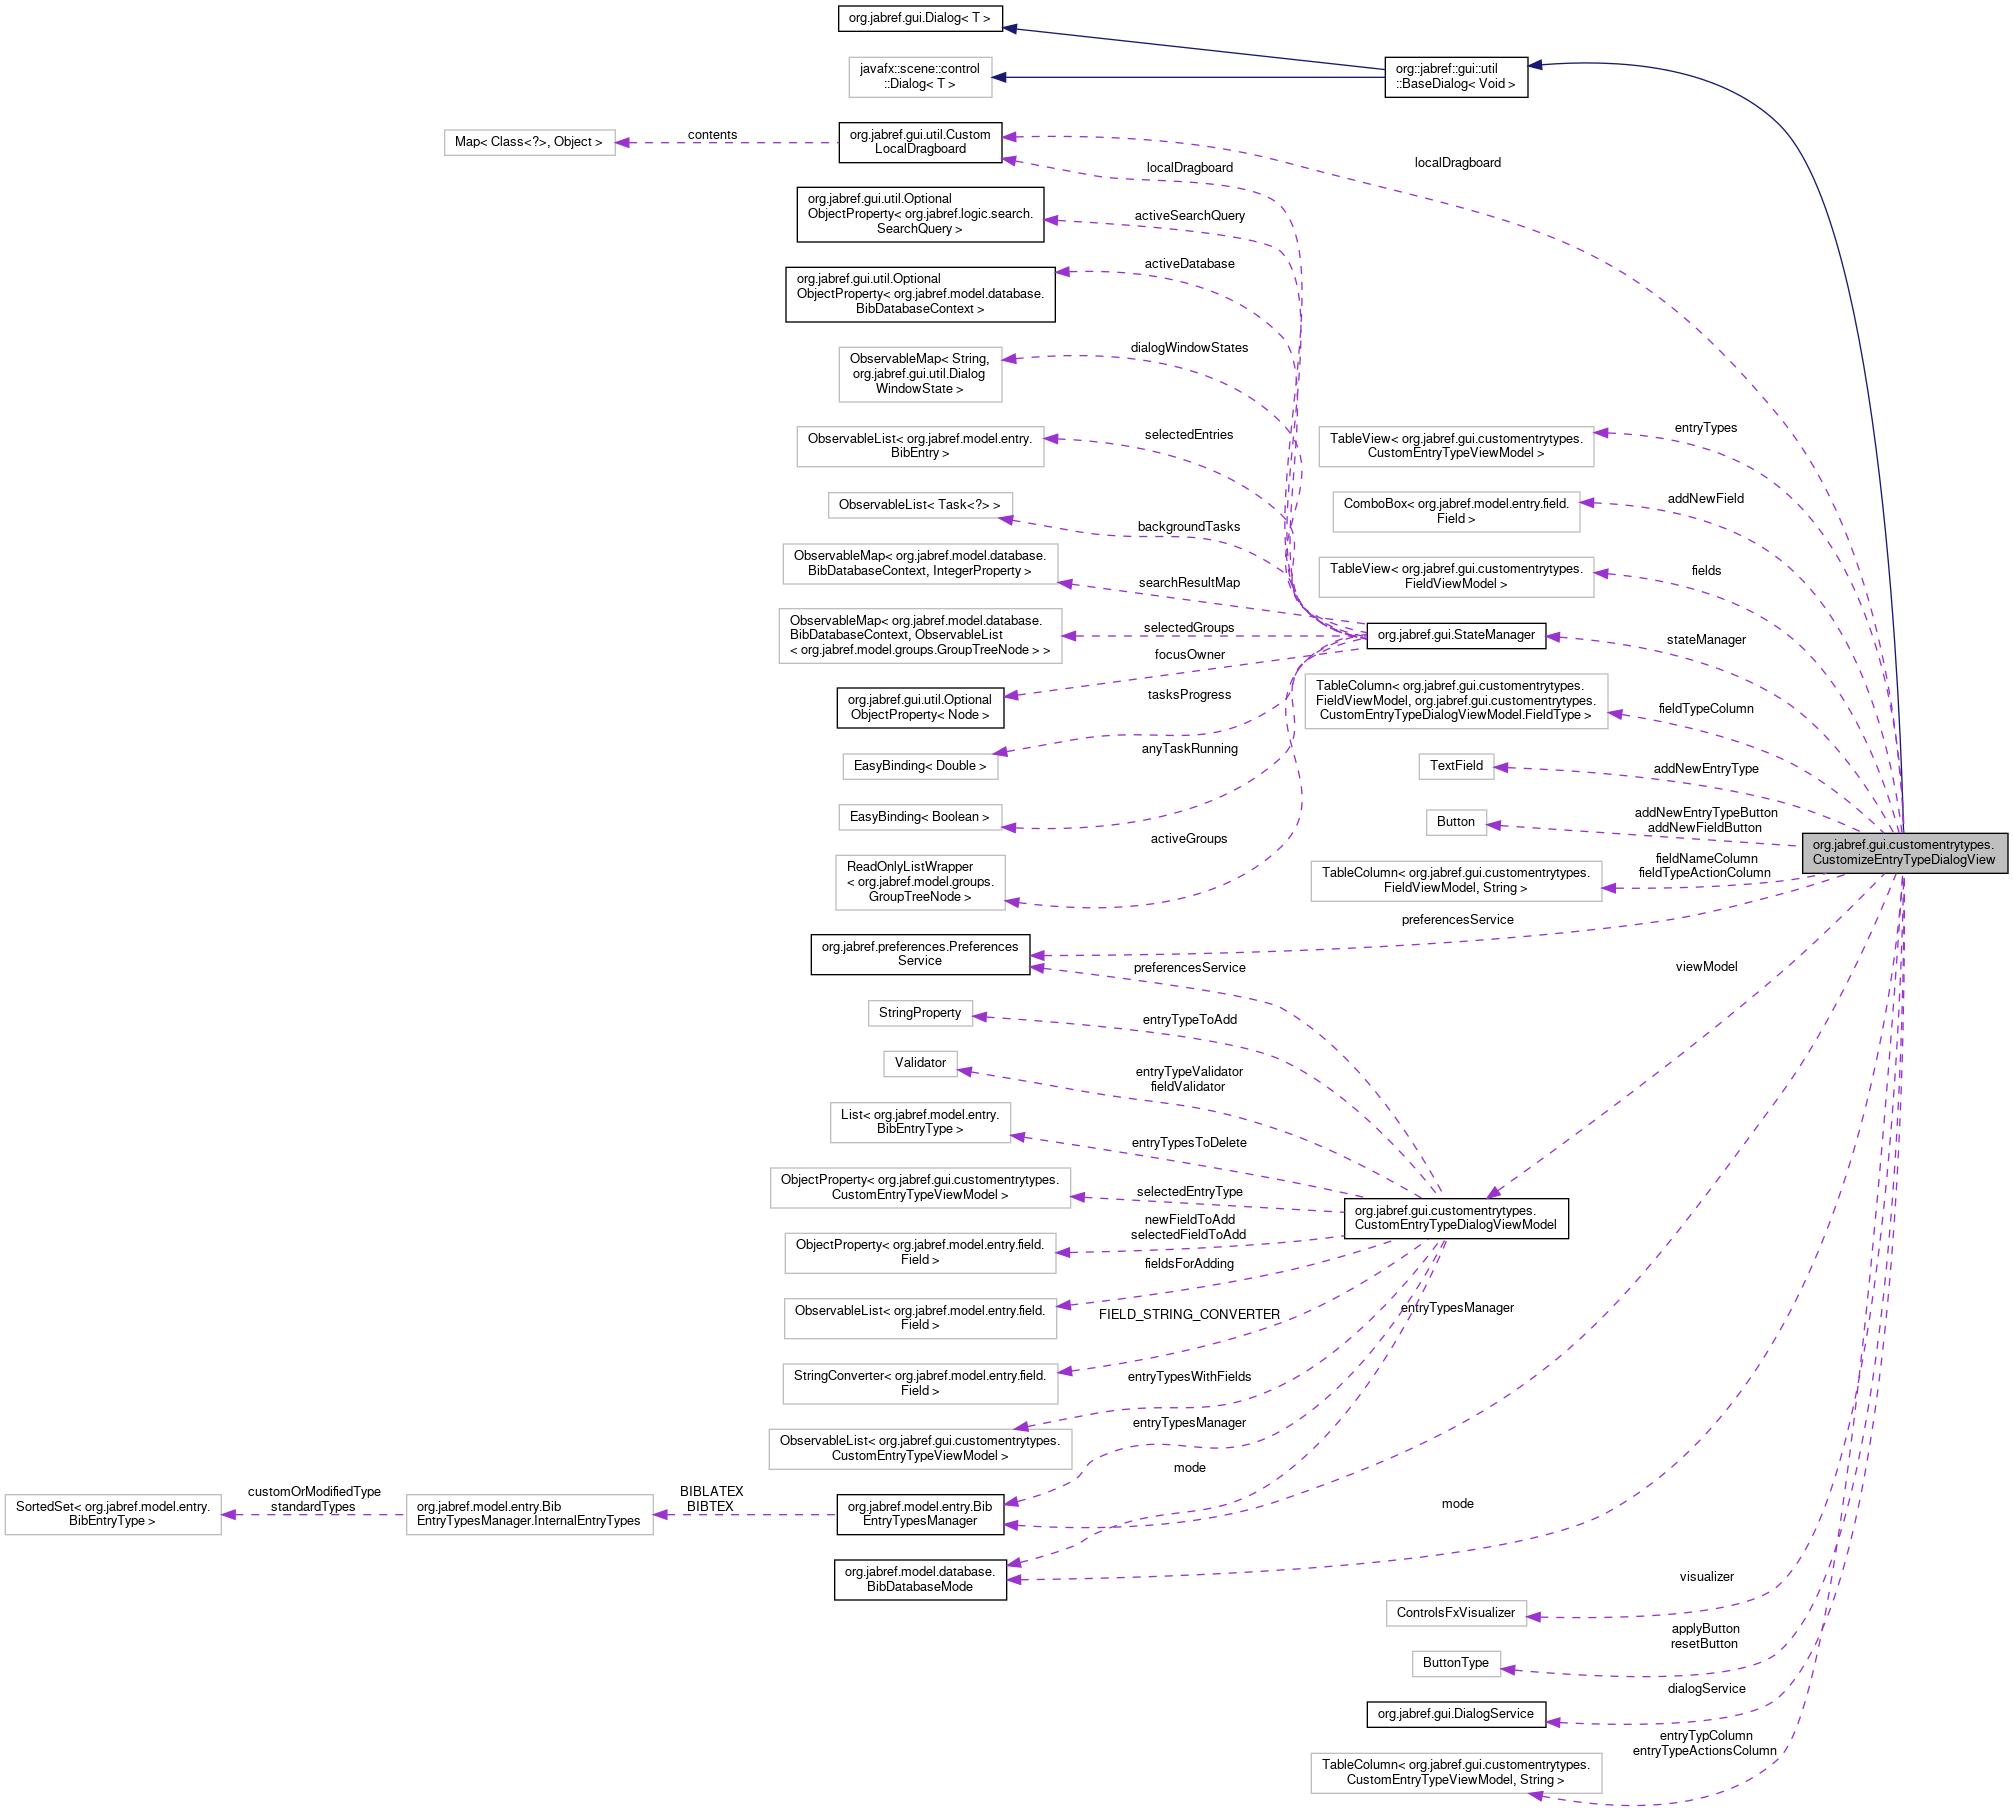 org.jabref.gui.Dialog< T >
javafx::scene::control
::Dialog< T >
org::jabref::gui::util
::BaseDialog< Void >
Map< Class<?>, Object >
contents
org.jabref.gui.util.Custom
LocalDragboard
localDragboard
localDragboard
org.jabref.gui.util.Optional
ObjectProperty< org.jabref.logic.search.
SearchQuery >
activeSearchQuery
org.jabref.gui.util.Optional
ObjectProperty< org.jabref.model.database.
BibDatabaseContext >
activeDatabase
ObservableMap< String,
org.jabref.gui.util.Dialog
WindowState >
dialogWindowStates
ObservableList< org.jabref.model.entry.
BibEntry >
selectedEntries
TableView< org.jabref.gui.customentrytypes.
CustomEntryTypeViewModel >
entryTypes
ObservableList< Task<?> >
backgroundTasks
ComboBox< org.jabref.model.entry.field.
Field >
addNewField
ObservableMap< org.jabref.model.database.
BibDatabaseContext, IntegerProperty >
searchResultMap
TableView< org.jabref.gui.customentrytypes.
FieldViewModel >
fields
ObservableMap< org.jabref.model.database.
BibDatabaseContext, ObservableList
< org.jabref.model.groups.GroupTreeNode > >
selectedGroups
org.jabref.gui.StateManager
stateManager
org.jabref.gui.util.Optional
ObjectProperty< Node >
focusOwner
TableColumn< org.jabref.gui.customentrytypes.
FieldViewModel, org.jabref.gui.customentrytypes.
CustomEntryTypeDialogViewModel.FieldType >
fieldTypeColumn
EasyBinding< Double >
tasksProgress
TextField
addNewEntryType
EasyBinding< Boolean >
anyTaskRunning
Button
addNewEntryTypeButton
addNewFieldButton
org.jabref.gui.customentrytypes.
CustomizeEntryTypeDialogView
ReadOnlyListWrapper
< org.jabref.model.groups.
GroupTreeNode >
activeGroups
TableColumn< org.jabref.gui.customentrytypes.
FieldViewModel, String >
fieldNameColumn
fieldTypeActionColumn
org.jabref.preferences.Preferences
Service
preferencesService
preferencesService
viewModel
StringProperty
entryTypeToAdd
Validator
entryTypeValidator
fieldValidator
List< org.jabref.model.entry.
BibEntryType >
entryTypesToDelete
ObjectProperty< org.jabref.gui.customentrytypes.
CustomEntryTypeViewModel >
selectedEntryType
org.jabref.gui.customentrytypes.
CustomEntryTypeDialogViewModel
ObjectProperty< org.jabref.model.entry.field.
Field >
newFieldToAdd
selectedFieldToAdd
ObservableList< org.jabref.model.entry.field.
Field >
fieldsForAdding
StringConverter< org.jabref.model.entry.field.
Field >
FIELD_STRING_CONVERTER
entryTypesManager
ObservableList< org.jabref.gui.customentrytypes.
CustomEntryTypeViewModel >
entryTypesWithFields
entryTypesManager
SortedSet< org.jabref.model.entry.
BibEntryType >
customOrModifiedType
standardTypes
org.jabref.model.entry.Bib
EntryTypesManager.InternalEntryTypes
BIBLATEX
BIBTEX
org.jabref.model.entry.Bib
EntryTypesManager
mode
mode
org.jabref.model.database.
BibDatabaseMode
ControlsFxVisualizer
visualizer
ButtonType
applyButton
resetButton
org.jabref.gui.DialogService
dialogService
TableColumn< org.jabref.gui.customentrytypes.
CustomEntryTypeViewModel, String >
entryTypColumn
entryTypeActionsColumn